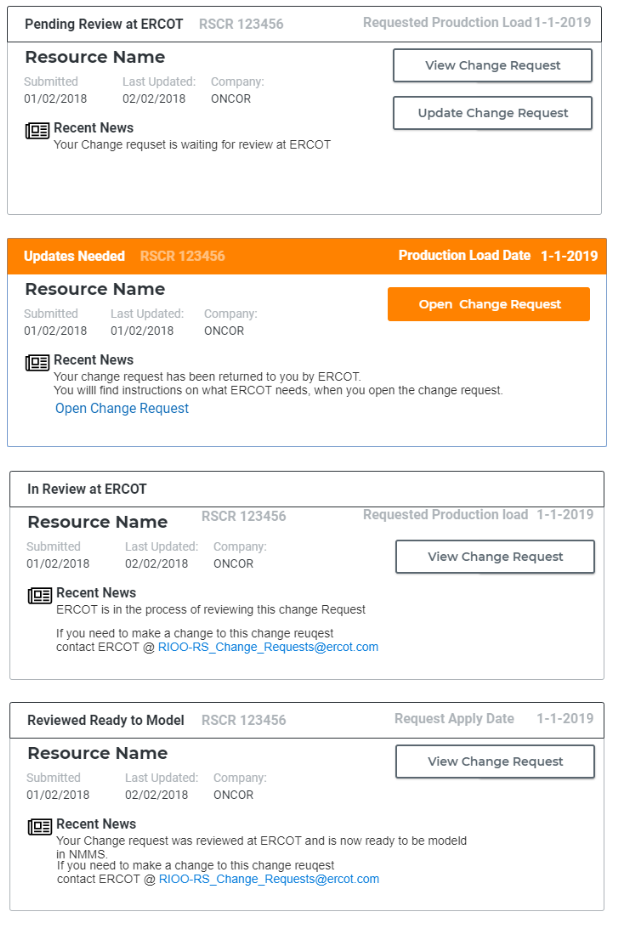 Pending Review at ERCOT RSCR 123456 Requested Proudction Load 1-1-2019
Resource Name
View Change Request
Submitted Last Updated: Company:
01/02/2018 02/02/2018 ONCOR
Update Change Request
Recent News
Your Change requset is waiting for review at ERCOT
Updates Needed RSCR 123456 Production Load Date 1-1-2019
Resource Name
Open Change Request
Submitted Last Updated: Company:
01/02/2018 01/02/2018 ONCOR
Recent News
Your change request has been returned to you by ERCOT.
You willl find instructions on what ERCOT needs, when you open the change request.
Open Change Request
In Review at ERCOT
Resource Name RSCR 123456 Requested Production load 1-1-2019
Submitted Last Updated: Company:
01/02/2018 02/02/2018 ONCOR
View Change Request
Recent News
ERCOT is in the process of reviewing this change Request
If you need to make a change to this change reuqest
contact ERCOT @ RIOO-RS_Change_Requests@ercot.com
Reviewed Ready to Model RSCR 123456 Request Apply Date 1-1-2019
Resource Name
View Change Request
Submitted Last Updated: Company:
01/02/2018 02/02/2018 ONCOR
Recent News
Your Change request was reviewed at ERCOT and is now ready to be modeld
in NMMS.
If you need to make a change to this change reuqest
contact ERCOT @ RIOO-RS_Change_Requests@ercot.com